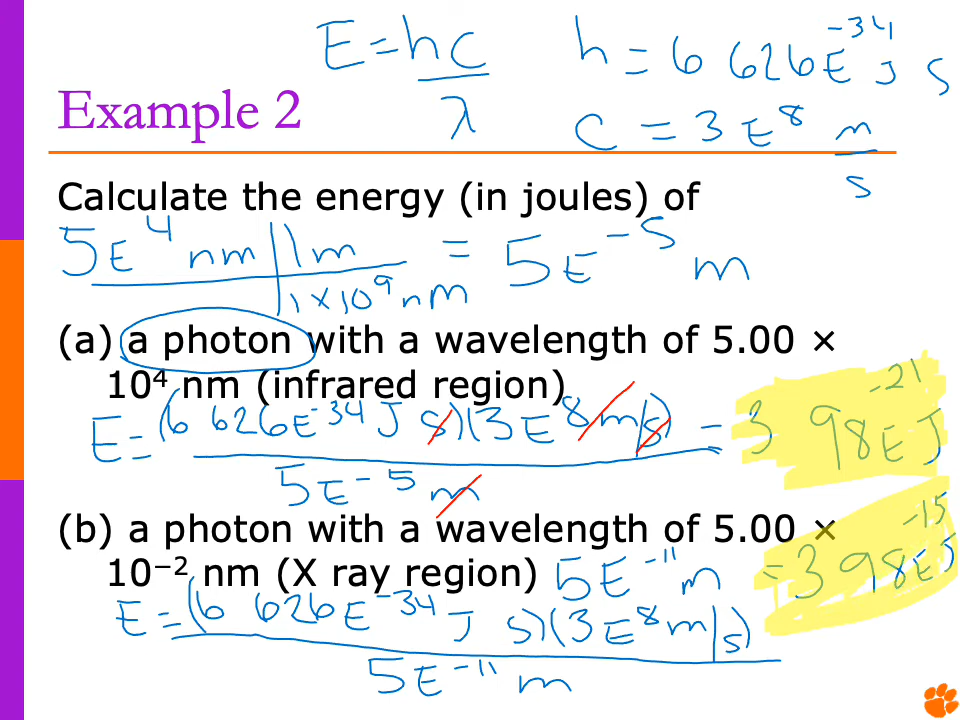 E = hc/λ h = 6 626E⁻³⁴ J s
Example 2 c = 3E⁸ m/s
Calculate the energy (in joules) of
5E⁴ nm | 1m / 1 x 10⁹ nm = 5E⁻⁵ m
(a) a photon with a wavelength of 5.00 ×
10⁴ nm (infrared region)
E = (6 626E⁻³⁴ J s)(3E⁸ m/s) / 5E⁻⁵ m = 3 98E⁻²¹ J
(b) a photon with a wavelength of 5.00 ×
10⁻² nm (X ray region) 5E⁻¹¹ m = 3 98E⁻¹⁵ J
E = (6 626E⁻³⁴ J s)(3E⁸ m/s) / 5E⁻¹¹ m